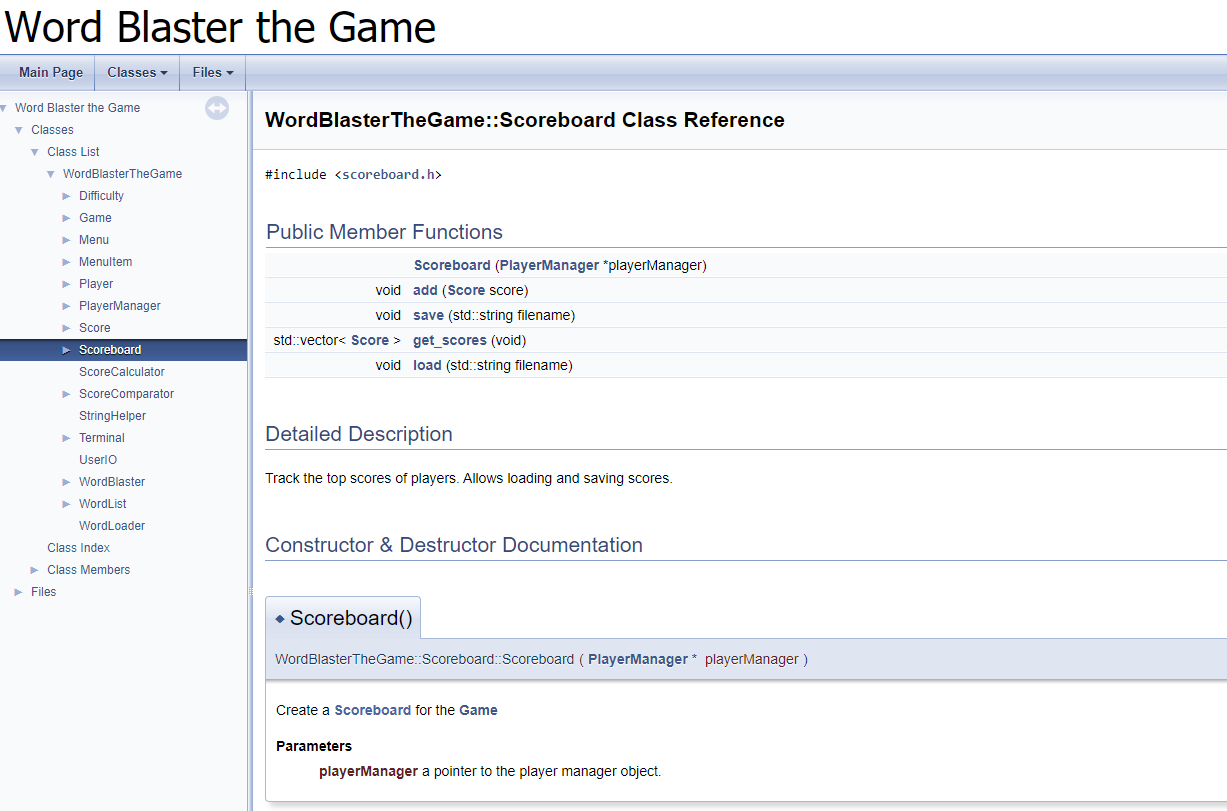 Word Blaster the Game
Main Page Classes Files
Word Blaster the Game
Classes
Class List
WordBlasterTheGame
Difficulty
Game
Menu
MenuItem
Player
PlayerManager
Score
Scoreboard
ScoreCalculator
ScoreComparator
StringHelper
Terminal
UserIO
WordBlaster
WordList
WordLoader
Class Index
Class Members
Files
WordBlasterTheGame::Scoreboard Class Reference
#include <scoreboard.h>
Public Member Functions
Scoreboard (PlayerManager *playerManager)
void add (Score score)
void save (std::string filename)
std::vector< Score > get_scores (void)
void load (std::string filename)
Detailed Description
Track the top scores of players. Allows loading and saving scores.
Constructor & Destructor Documentation
◆ Scoreboard()
WordBlasterTheGame::Scoreboard::Scoreboard ( PlayerManager * playerManager )
Create a Scoreboard for the Game
Parameters
playerManager a pointer to the player manager object.